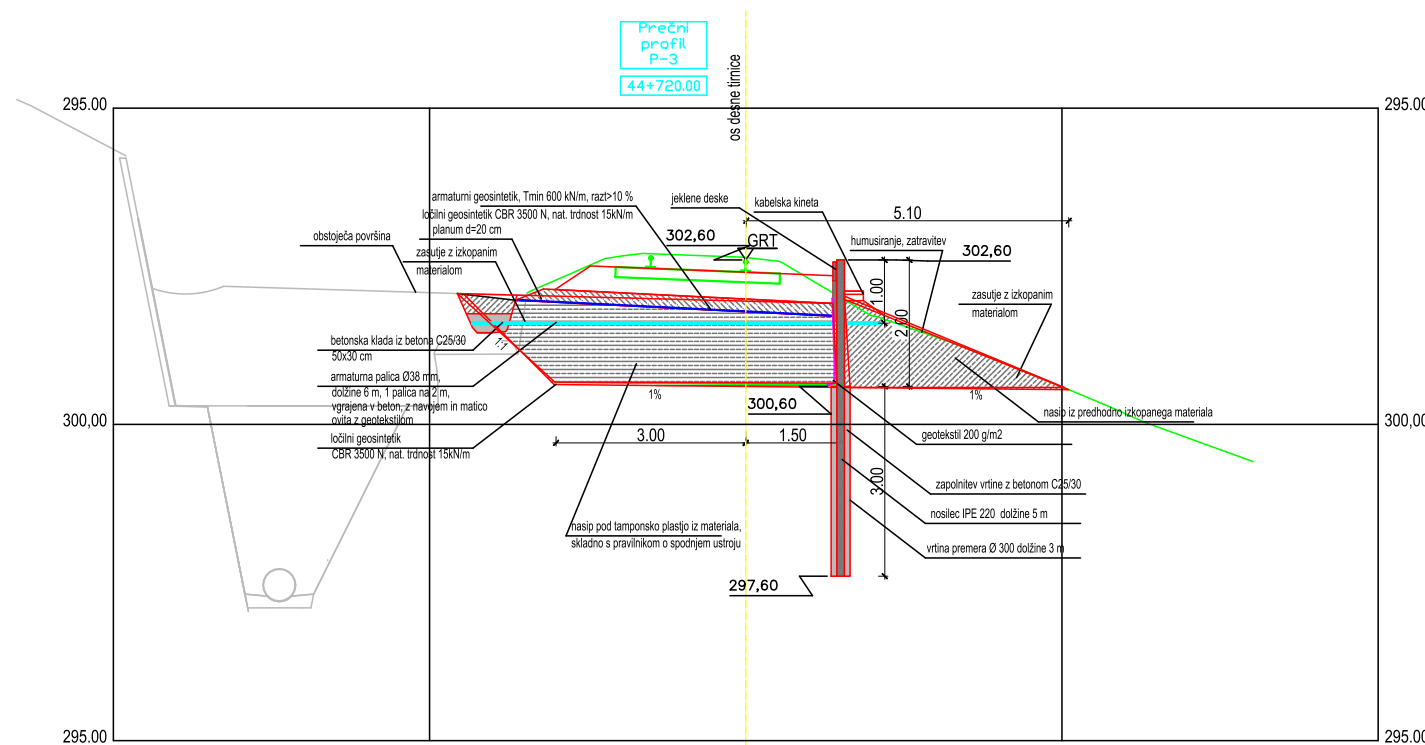 Prečni
profil
P-3
44+720.00
os desne tirnice
295.00
295.00
armaturni geosintetik, Tmin 600 kN/m, razt>10 %
ločilni geosintetik CBR 3500 N, nat. trdnost 15kN/m
planum d=20 cm
zasutje z izkopanim
materialom
obstoječa površina
jeklene deske
kabelska kineta
5.10
302,60
GRT
humusiranje, zatravitev
302,60
1.00
2.00
zasutje z izkopanim
materialom
betonska klada iz betona C25/30
50x30 cm
1:1
armaturna palica Ø38 mm,
dolžine 6 m, 1 palica na 2 m,
vgrajena v beton, z navojem in matico
ovita z geotekstilom
ločilni geosintetik
CBR 3500 N, nat. trdnost 15kN/m
1%
1%
300,60
nasip iz predhodno izkopanega materiala
300,00
300,00
3.00
1.50
geotekstil 200 g/m2
3.00
zapolnitev vrtine z betonom C25/30
nosilec IPE 220 dolžine 5 m
nasip pod tamponsko plastjo iz materiala,
skladno s pravilnikom o spodnjem ustroju
vrtina premera Ø 300 dolžine 3 m
297,60
295.00
295.00